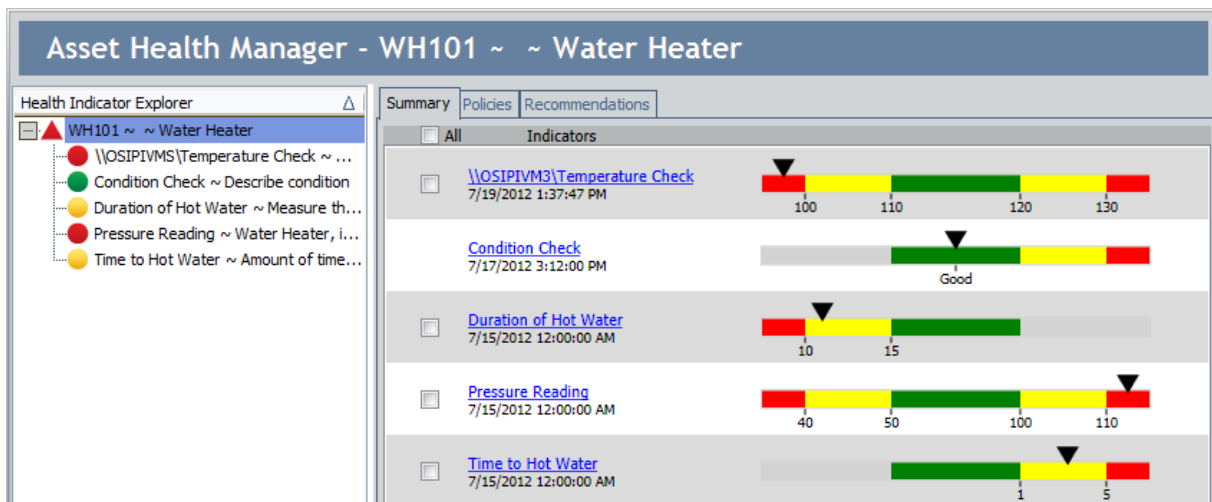 Asset Health Manager - WH101 ~  ~ Water Heater
Health Indicator Explorer
WH101 ~  ~ Water Heater
\\OSIPIVMS\Temperature Check ~ ...
Condition Check ~ Describe condition
Duration of Hot Water ~ Measure th...
Pressure Reading ~ Water Heater, i...
Time to Hot Water ~ Amount of time...
Summary Policies Recommendations
All Indicators
\\OSIPIVM3\Temperature Check
7/19/2012 1:37:47 PM
100 110 120 130
Condition Check
7/17/2012 3:12:00 PM
Good
Duration of Hot Water
7/15/2012 12:00:00 AM
10 15
Pressure Reading
7/15/2012 12:00:00 AM
40 50 100 110
Time to Hot Water
7/15/2012 12:00:00 AM
1 5